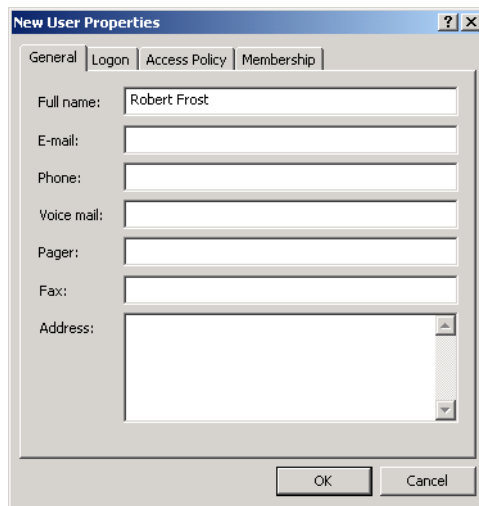 New User Properties
General Logon Access Policy Membership
Full name: Robert Frost
E-mail:
Phone:
Voice mail:
Pager:
Fax:
Address:
OK Cancel